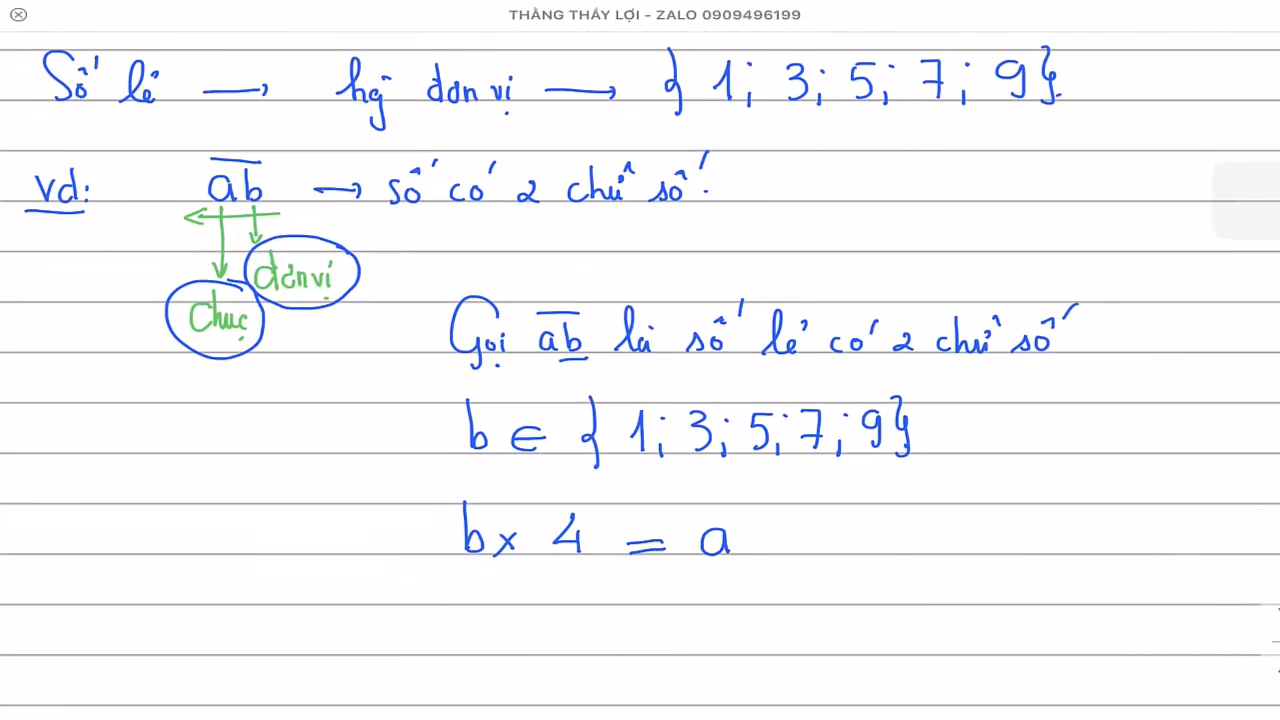 THẰNG THẦY LỢI - ZALO 0909496199
Số lẻ → hg đơn vị → { 1; 3; 5; 7; 9}.
Vd: ab → số có 2 chữ số.
đơn vị
chục
Gọi ab là số lẻ có 2 chữ số
b ∈ { 1; 3; 5; 7; 9}
b × 4 = a